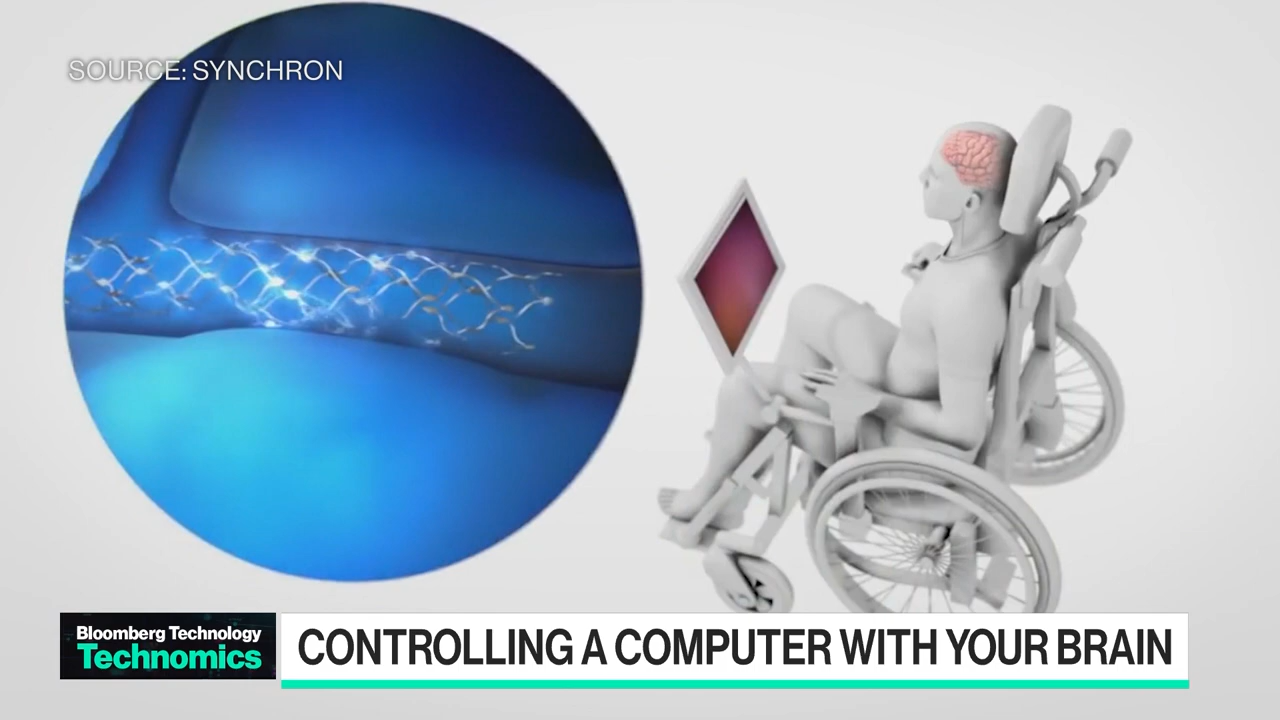 SOURCE: SYNCHRON
Bloomberg Technology
Technomics
CONTROLLING A COMPUTER WITH YOUR BRAIN